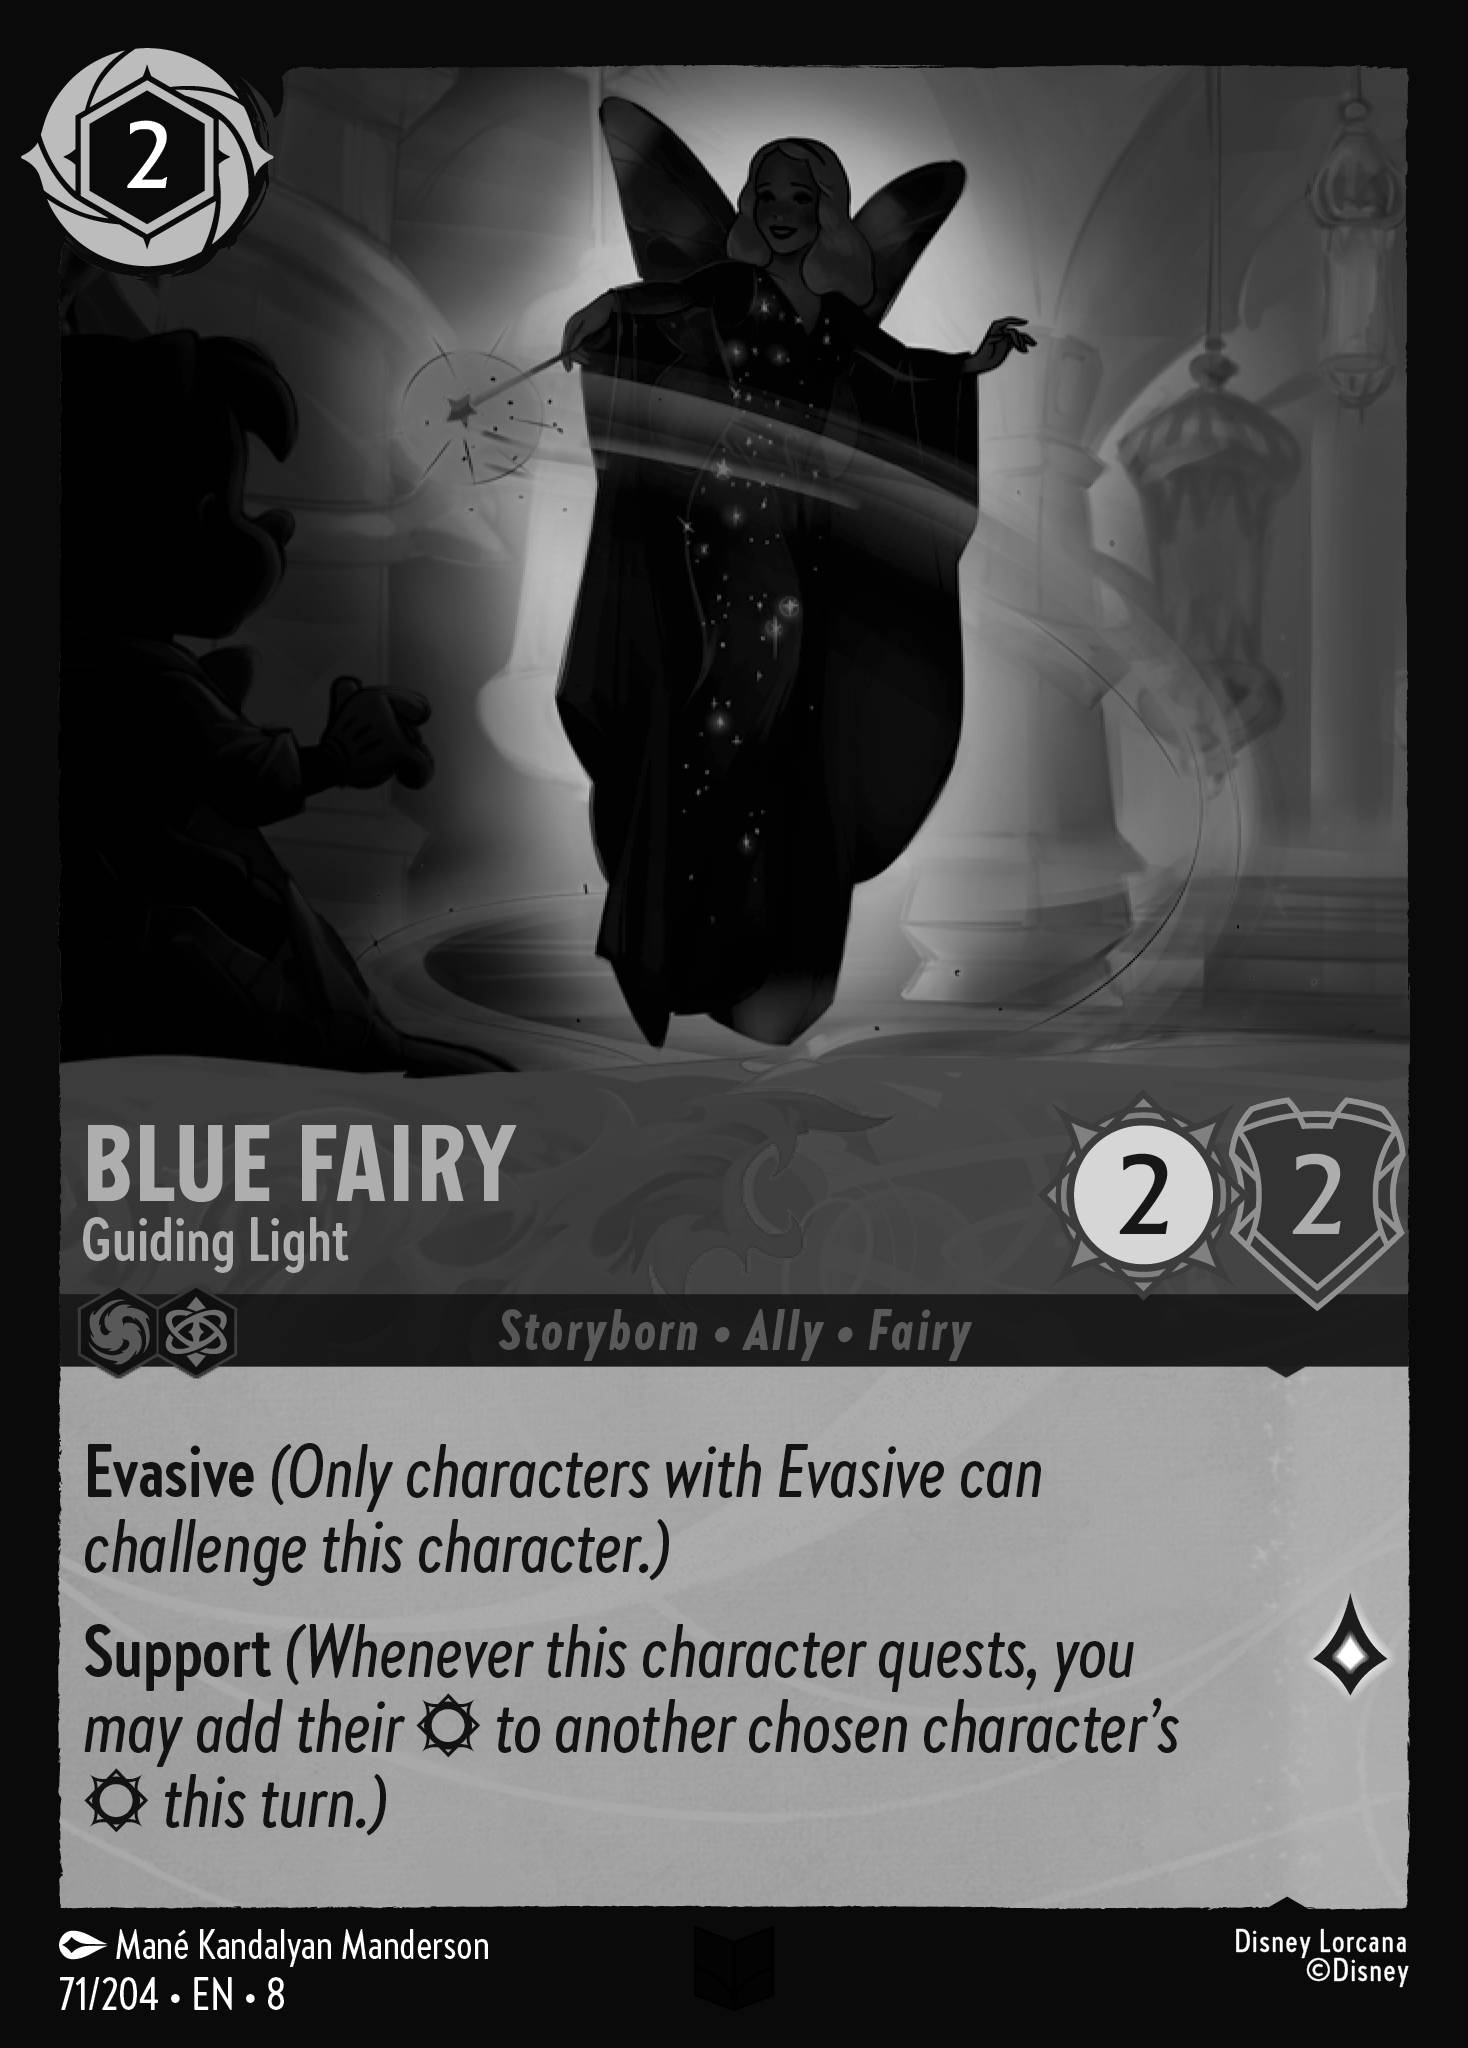 2
BLUE FAIRY
Guiding Light
2 2
Storyborn • Ally • Fairy
Evasive (Only characters with Evasive can
challenge this character.)
Support (Whenever this character quests, you
may add their to another chosen character’s
this turn.)
Mané Kandalyan Manderson
71/204 • EN • 8
Disney Lorcana
©Disney